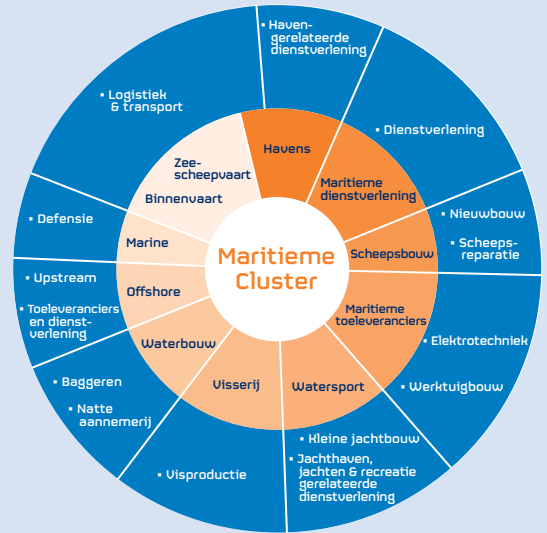 Maritieme
Cluster
Havens
▪ Haven-
gerelateerde
dienstverlening
Maritieme
dienstverlening
▪ Dienstverlening
Scheepsbouw
▪ Nieuwbouw
▪ Scheeps-
reparatie
Maritieme
toeleveranciers
▪ Elektrotechniek
▪ Werktuigbouw
Watersport
▪ Kleine jachtbouw
▪ Jachthaven,
jachten & recreatie
gerelateerde
dienstverlening
Visserij
▪ Visproductie
Waterbouw
▪ Baggeren
▪ Natte
aannemerij
Offshore
▪ Upstream
▪ Toeleveranciers
en dienst-
verlening
Marine
▪ Defensie
Zee-
scheepvaart
Binnenvaart
▪ Logistiek
& transport